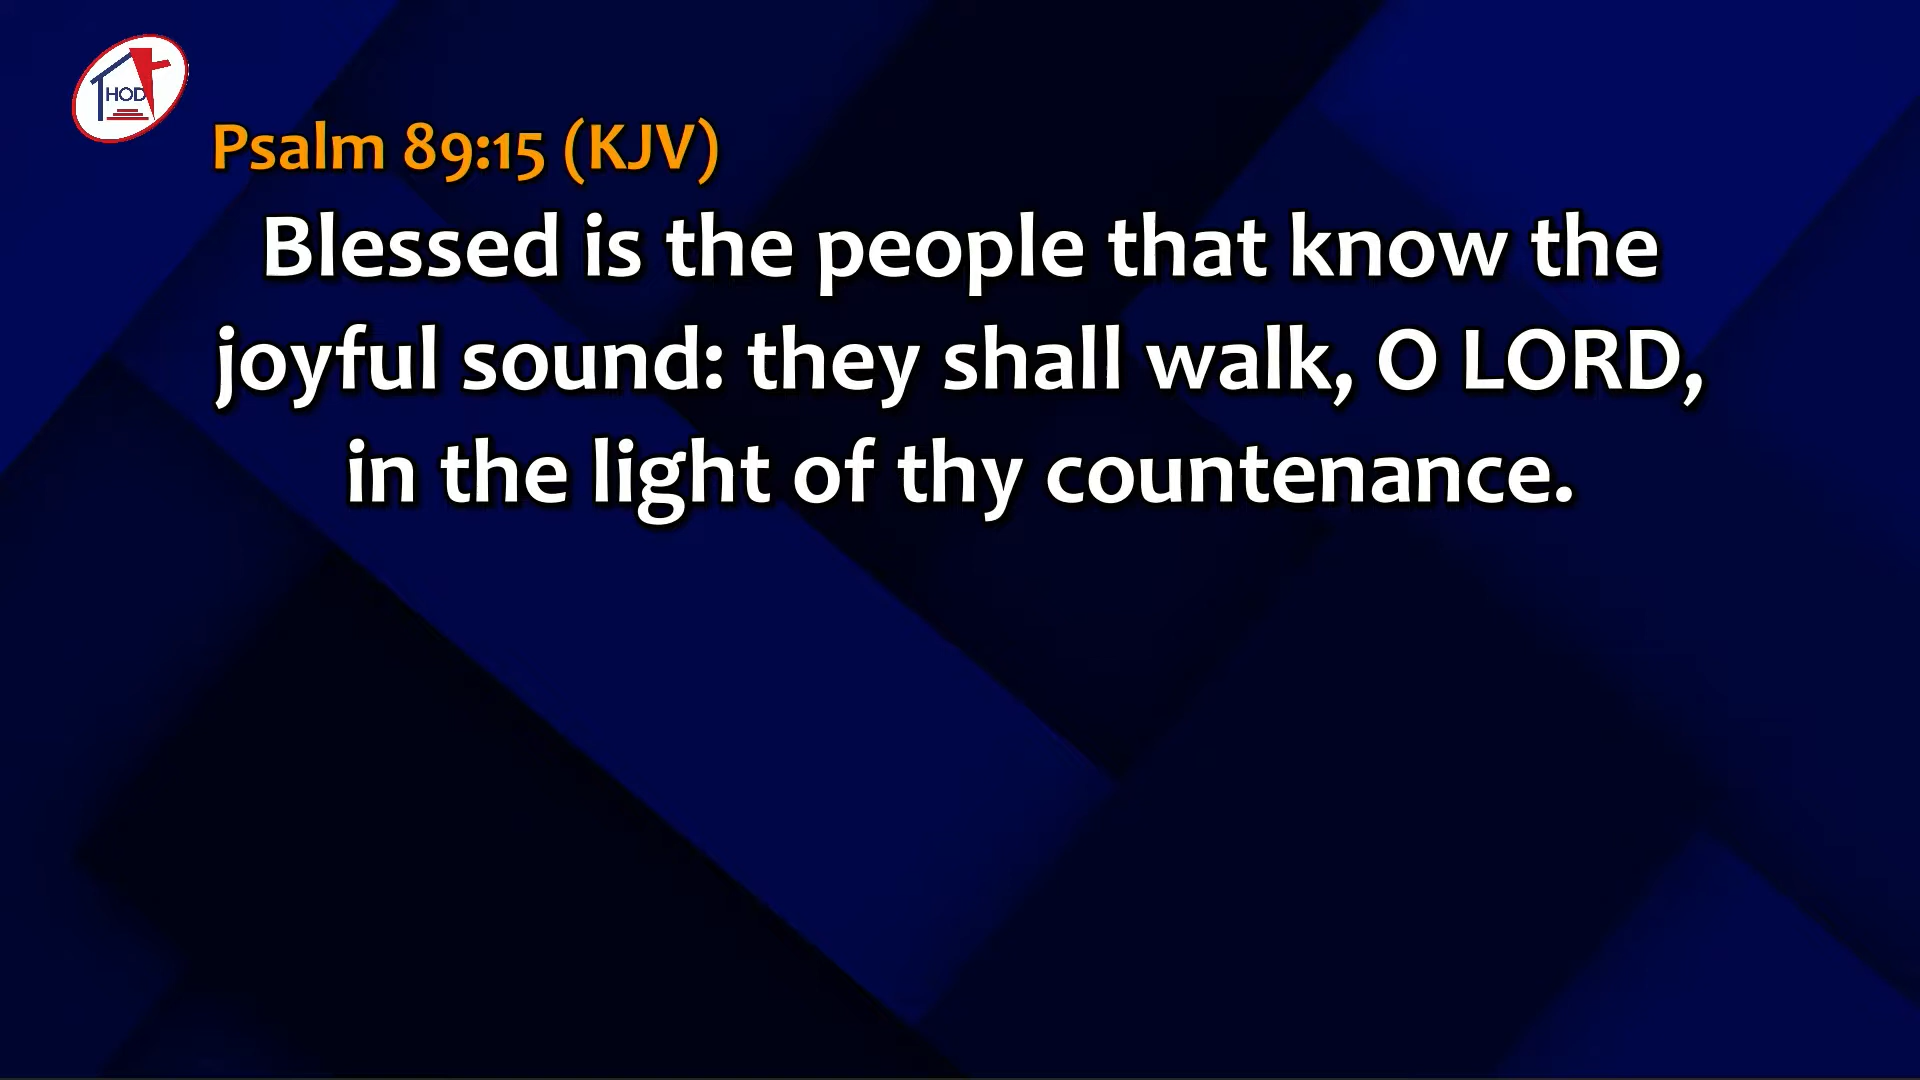 HOD
Psalm 89:15 (KJV)
Blessed is the people that know the
joyful sound: they shall walk, O LORD,
in the light of thy countenance.